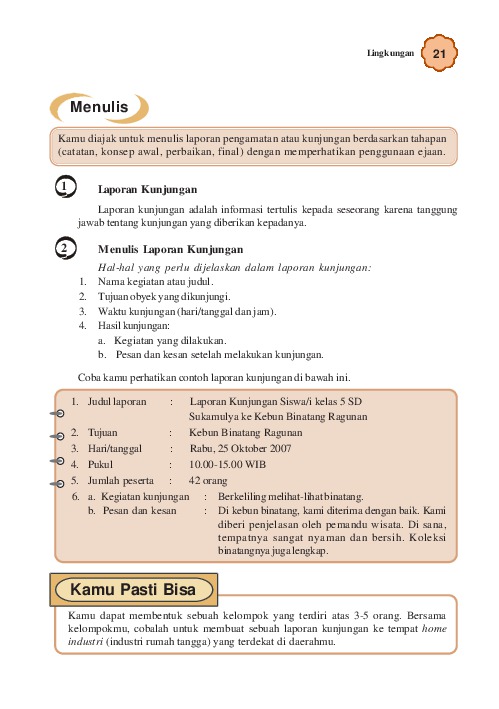 Lingkungan 21
Menulis
Kamu diajak untuk menulis laporan pengamatan atau kunjungan berdasarkan tahapan
(catatan, konsep awal, perbaikan, final) dengan memperhatikan penggunaan ejaan.
1 Laporan Kunjungan
Laporan kunjungan adalah informasi tertulis kepada seseorang karena tanggung
jawab tentang kunjungan yang diberikan kepadanya.
2 Menulis Laporan Kunjungan
Hal-hal yang perlu dijelaskan dalam laporan kunjungan:
1. Nama kegiatan atau judul.
2. Tujuan obyek yang dikunjungi.
3. Waktu kunjungan (hari/tanggal dan jam).
4. Hasil kunjungan:
a. Kegiatan yang dilakukan.
b. Pesan dan kesan setelah melakukan kunjungan.
Coba kamu perhatikan contoh laporan kunjungan di bawah ini.
1. Judul laporan : Laporan Kunjungan Siswa/i kelas 5 SD
Sukamulya ke Kebun Binatang Ragunan
2. Tujuan : Kebun Binatang Ragunan
3. Hari/tanggal : Rabu, 25 Oktober 2007
4. Pukul : 10.00-15.00 WIB
5. Jumlah peserta : 42 orang
6. a. Kegiatan kunjungan : Berkeliling melihat-lihat binatang.
b. Pesan dan kesan : Di kebun binatang, kami diterima dengan baik. Kami
diberi penjelasan oleh pemandu wisata. Di sana,
tempatnya sangat nyaman dan bersih. Koleksi
binatangnya juga lengkap.
Kamu Pasti Bisa
Kamu dapat membentuk sebuah kelompok yang terdiri atas 3-5 orang. Bersama
kelompokmu, cobalah untuk membuat sebuah laporan kunjungan ke tempat home
industri (industri rumah tangga) yang terdekat di daerahmu.